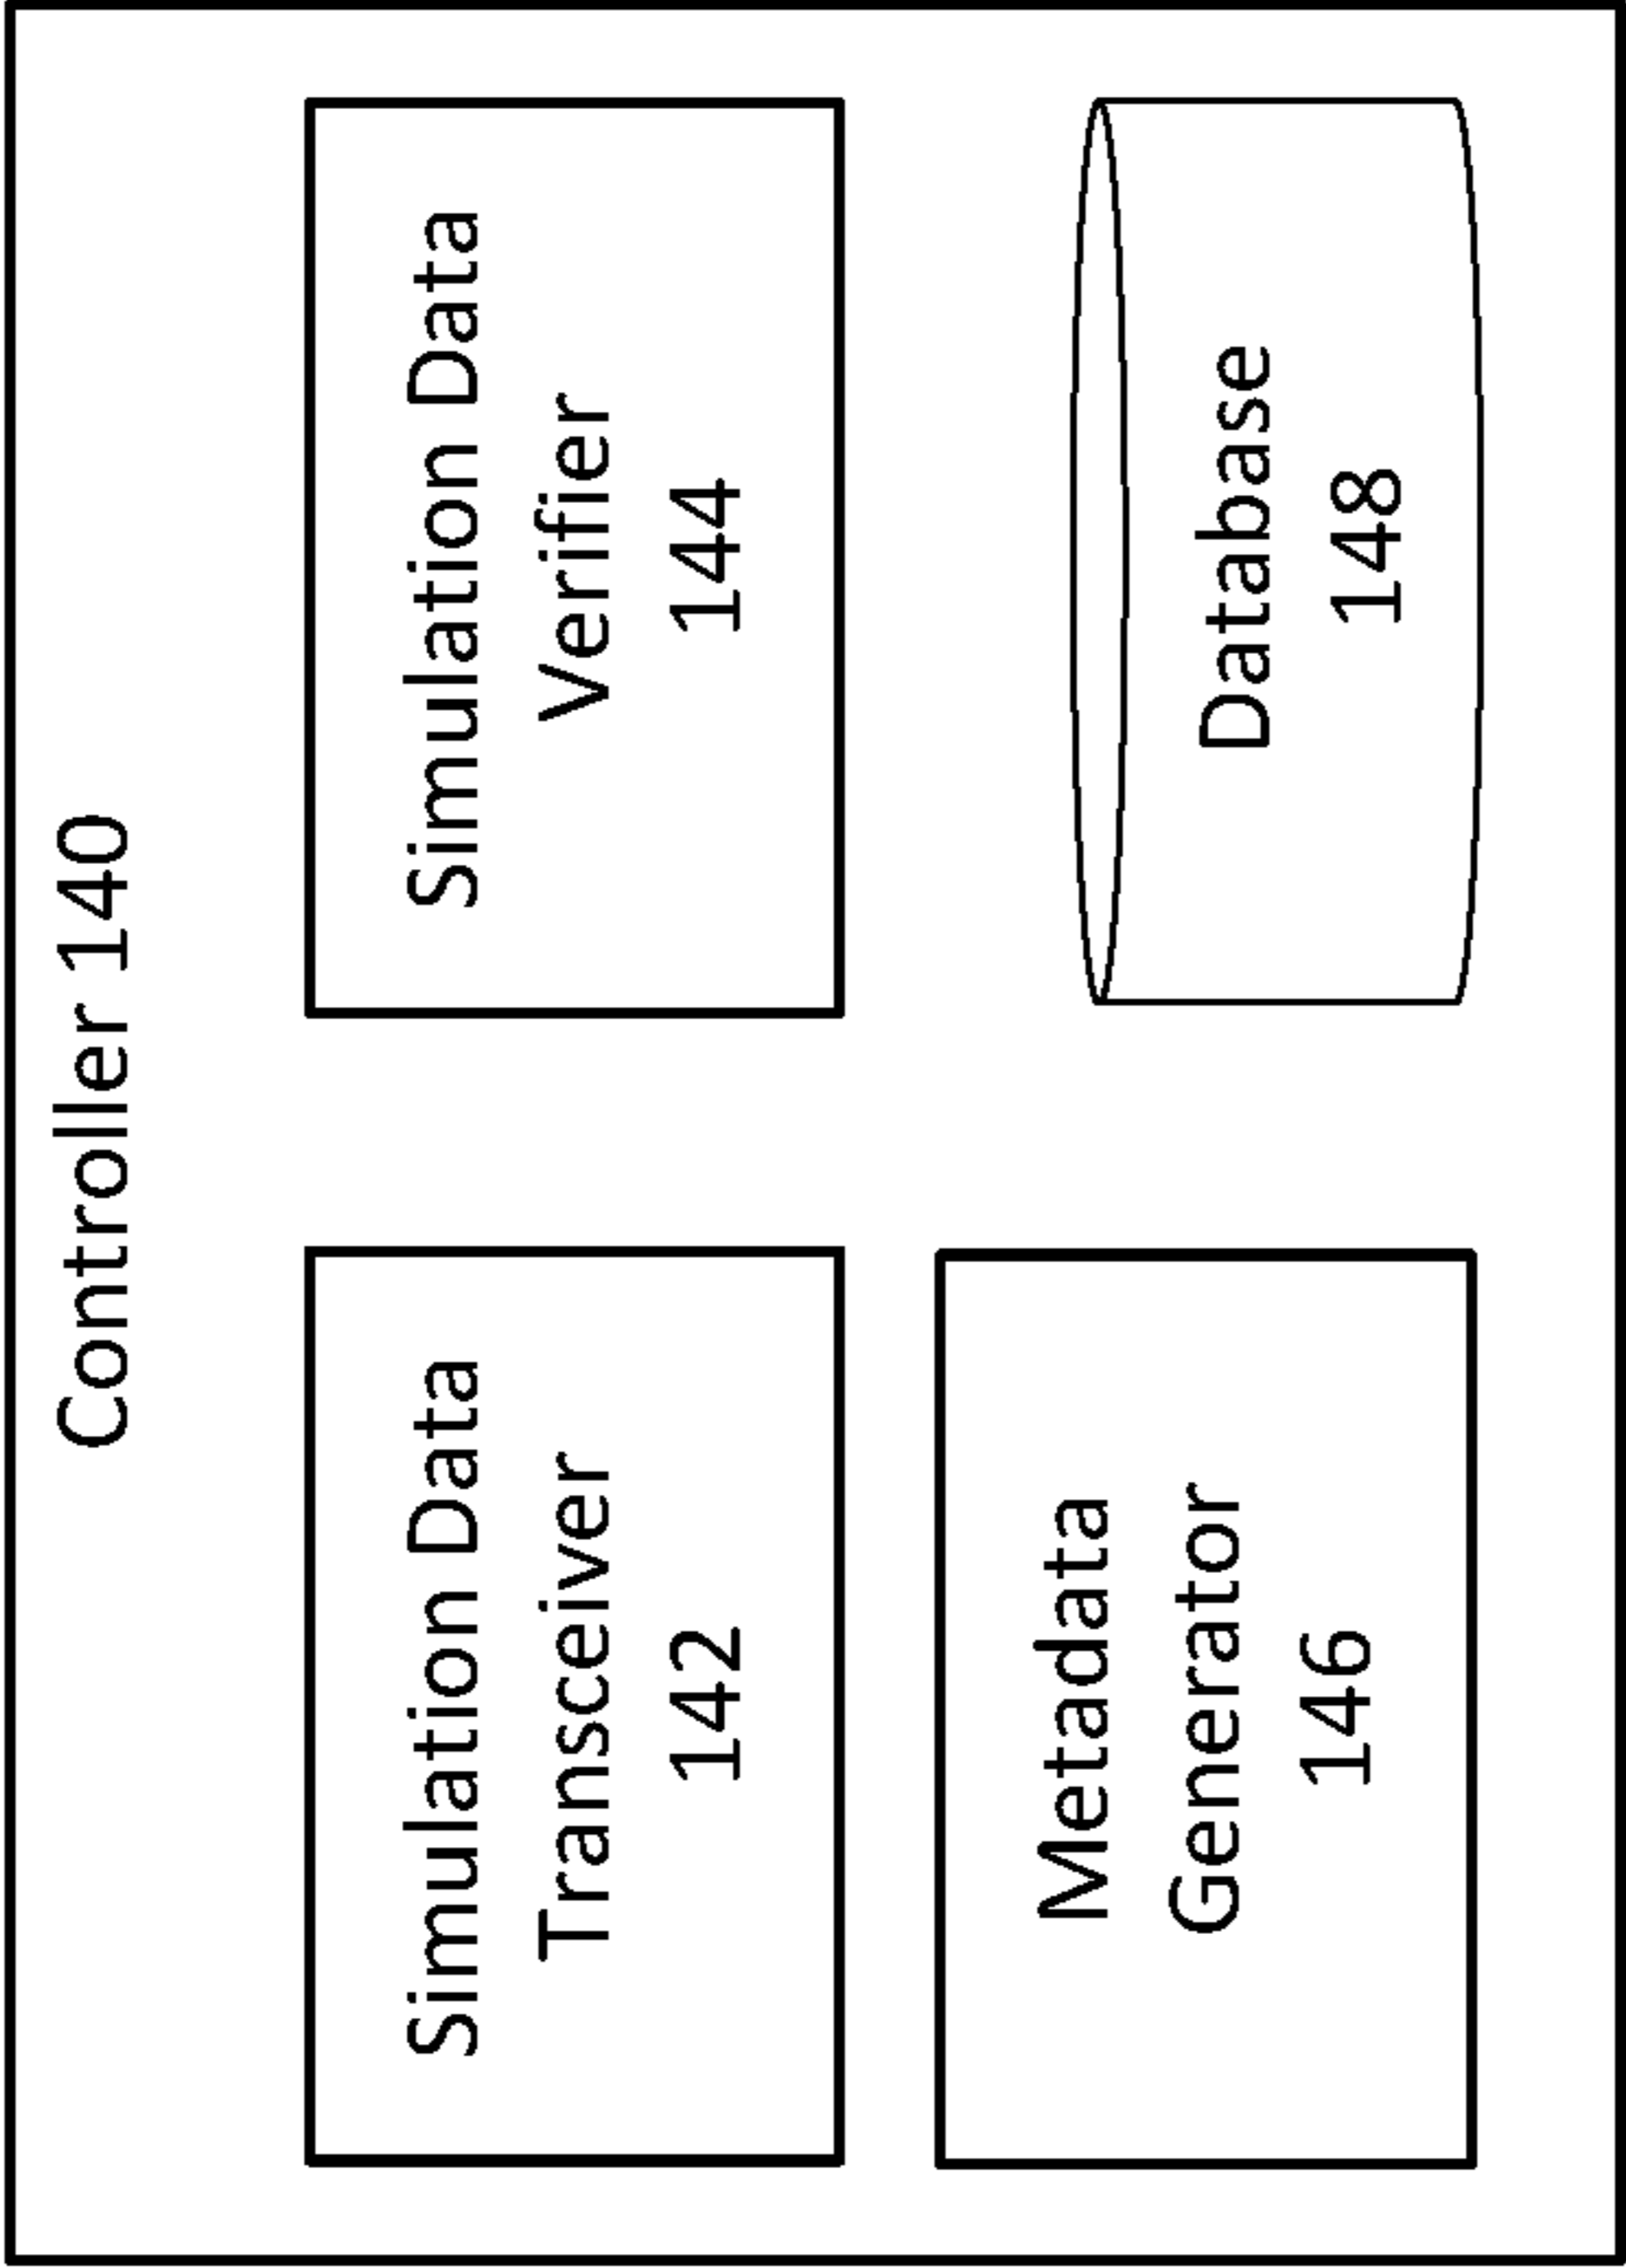 Controller 140
Simulation Data
Transceiver
142
Simulation Data
Verifier
144
Metadata
Generator
146
Database
148